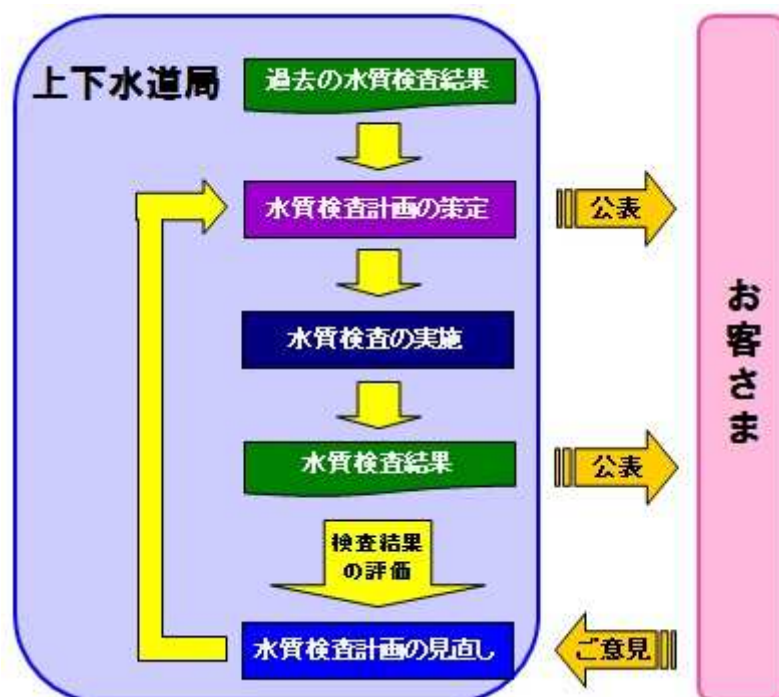 上下水道局
過去の水質検査結果
水質検査計画の策定
公表
水質検査の実施
水質検査結果
公表
検査結果
の評価
水質検査計画の見直し
ご意見
お客さま